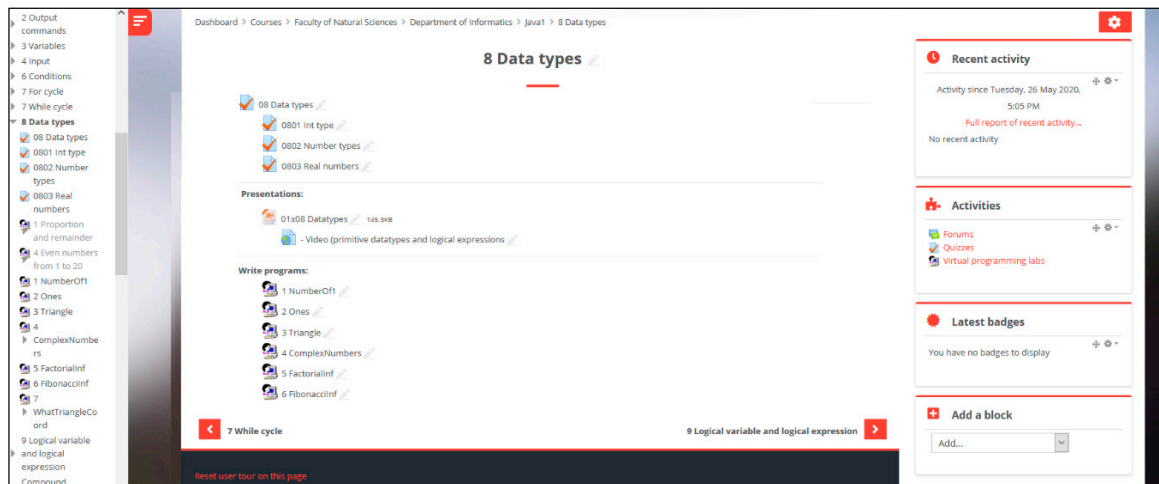 2 Output
commands
3 Variables
4 Input
6 Conditions
7 For cycle
7 While cycle
8 Data types
08 Data types
0801 Int type
0802 Number
types
0803 Real
numbers
1 Proportion
and remainder
4 Even numbers
from 1 to 20
1 NumberOf1
2 Ones
3 Triangle
4
ComplexNumbe
rs
5 FactorialInf
6 FibonacciInf
7
WhatTriangleCo
ord
9 Logical variable
and logical
expression
Compound
Dashboard > Courses > Faculty of Natural Sciences > Department of Informatics > Java1 > 8 Data types
8 Data types
08 Data types
0801 Int type
0802 Number types
0803 Real numbers
Presentations:
01x08 Datatypes 145.3KB
- Video (primitive datatypes and logical expressions
Write programs:
1 NumberOf1
2 Ones
3 Triangle
4 ComplexNumbers
5 FactorialInf
6 FibonacciInf
7 While cycle
9 Logical variable and logical expression
Reset user tour on this page
Recent activity
Activity since Tuesday, 26 May 2020,
5:05 PM
Full report of recent activity...
No recent activity
Activities
Forums
Quizzes
Virtual programming labs
Latest badges
You have no badges to display
Add a block
Add...